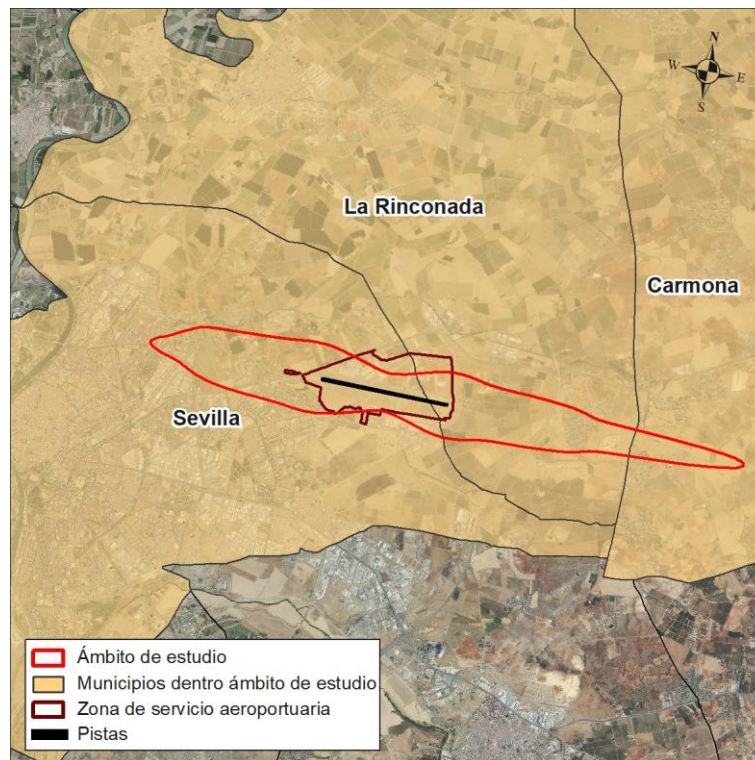 N
W
E
S
La Rinconada
Carmona
Sevilla
Ámbito de estudio
Municipios dentro ámbito de estudio
Zona de servicio aeroportuaria
Pistas